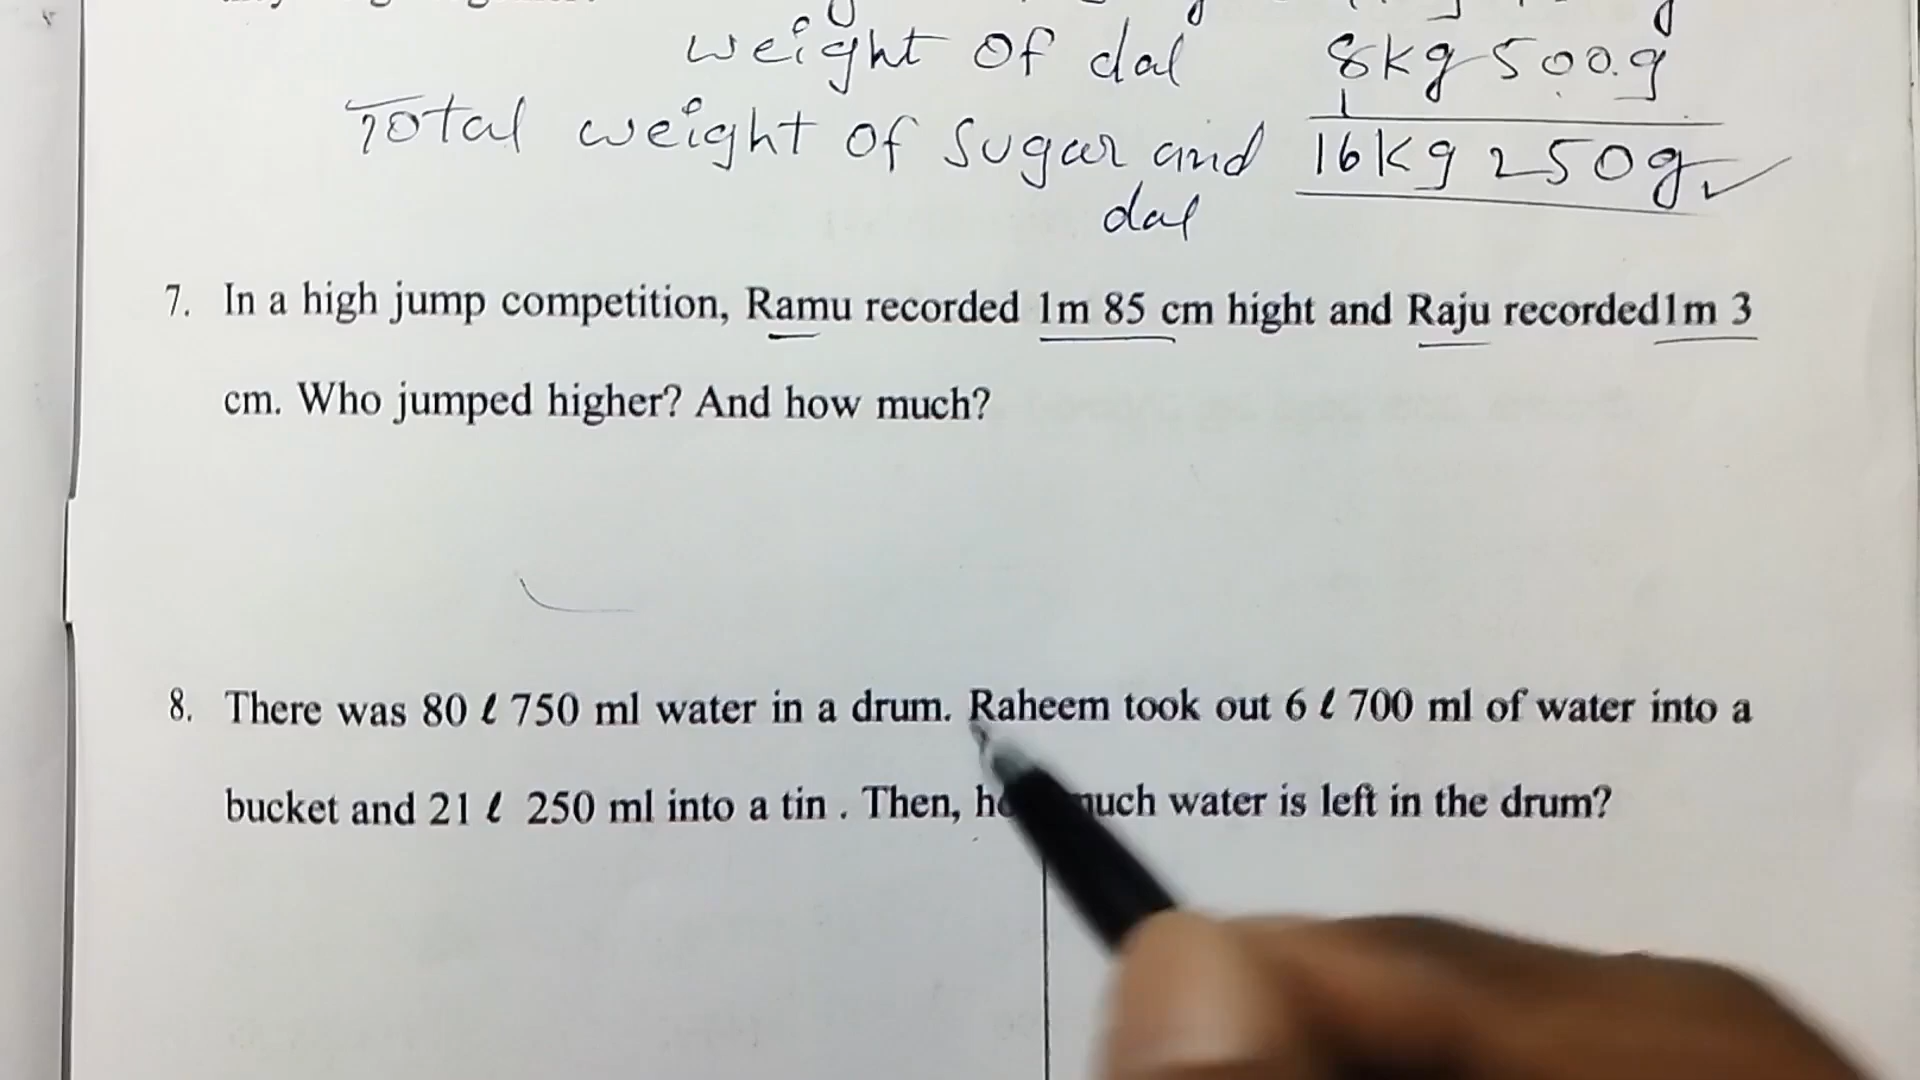 weight of dal 8kg 500g
1
Total weight of sugar and 16kg 250g
dal
7. In a high jump competition, Ramu recorded 1m 85 cm hight and Raju recorded1m 3
cm. Who jumped higher? And how much?
8. There was 80 ℓ 750 ml water in a drum. Raheem took out 6 ℓ 700 ml of water into a
bucket and 21 ℓ 250 ml into a tin . Then, much water is left in the drum?